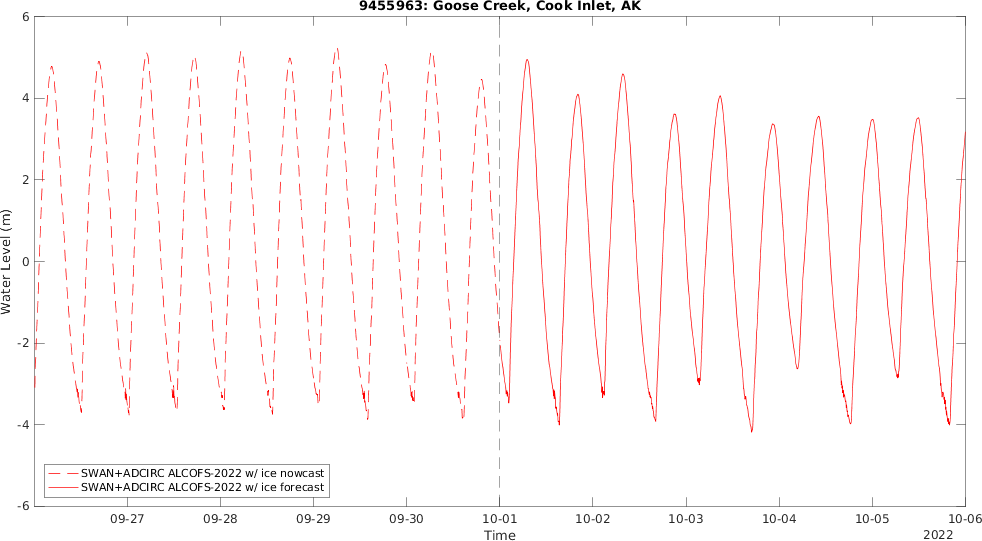 9455963: Goose Creek, Cook Inlet, AK
6
4
2
0
-2
-4
-6
Water Level (m)
SWAN+ADCIRC ALCOFS-2022 w/ ice nowcast
SWAN+ADCIRC ALCOFS-2022 w/ ice forecast
09-27 09-28 09-29 09-30 10-01 10-02 10-03 10-04 10-05 10-06
Time
2022